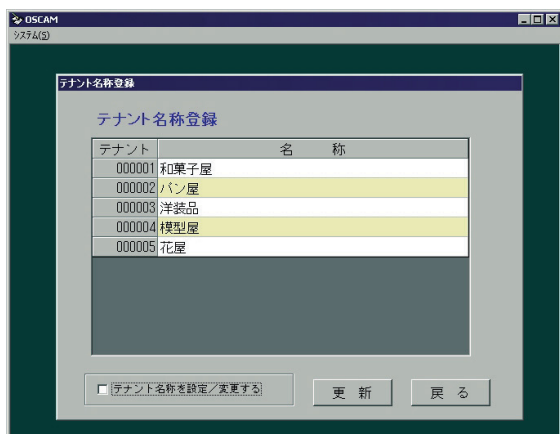 OSCAM
システム(S)
テナント名称登録
テナント名称登録
テナント 名 称
000001 和菓子屋
000002 パン屋
000003 洋装品
000004 模型屋
000005 花屋
テナント名称を設定/変更する 更 新 戻 る